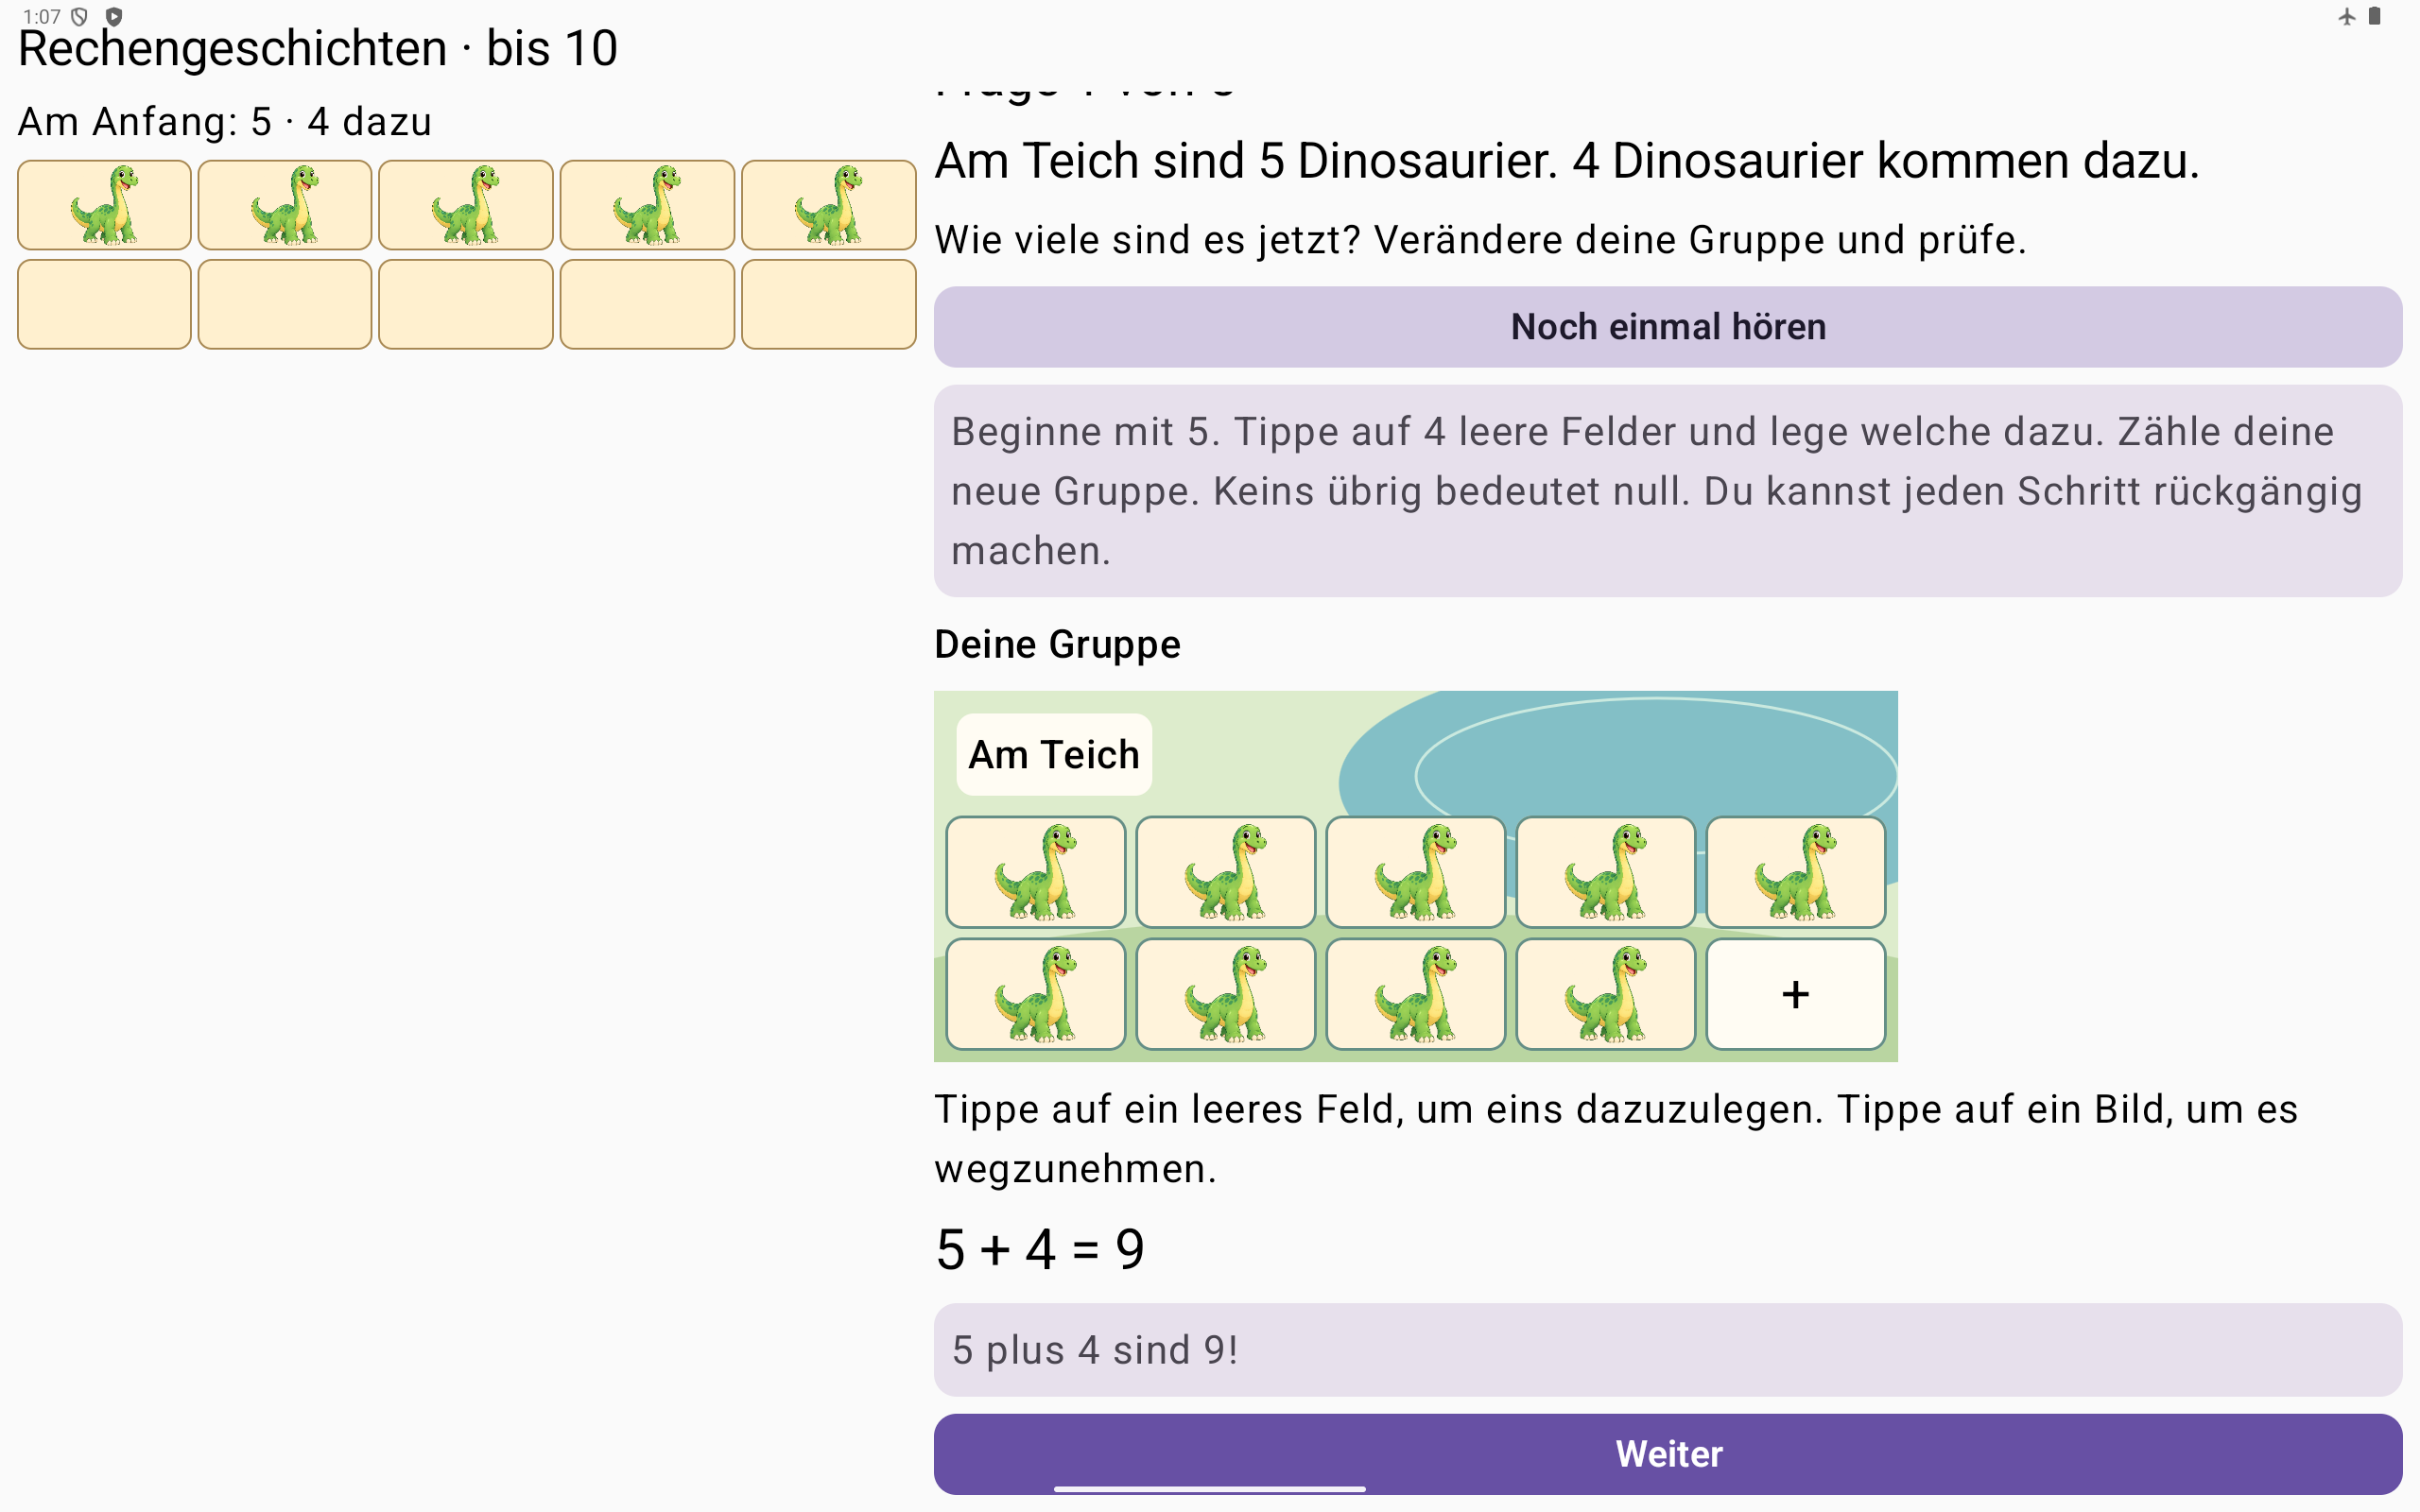 1:07
Rechengeschichten · bis 10
Am Anfang: 5 · 4 dazu
Am Teich sind 5 Dinosaurier. 4 Dinosaurier kommen dazu.
Wie viele sind es jetzt? Verändere deine Gruppe und prüfe.
Noch einmal hören
Beginne mit 5. Tippe auf 4 leere Felder und lege welche dazu. Zähle deine
neue Gruppe. Keins übrig bedeutet null. Du kannst jeden Schritt rückgängig
machen.
Deine Gruppe
Am Teich
+
Tippe auf ein leeres Feld, um eins dazuzulegen. Tippe auf ein Bild, um es
wegzunehmen.
5 + 4 = 9
5 plus 4 sind 9!
Weiter